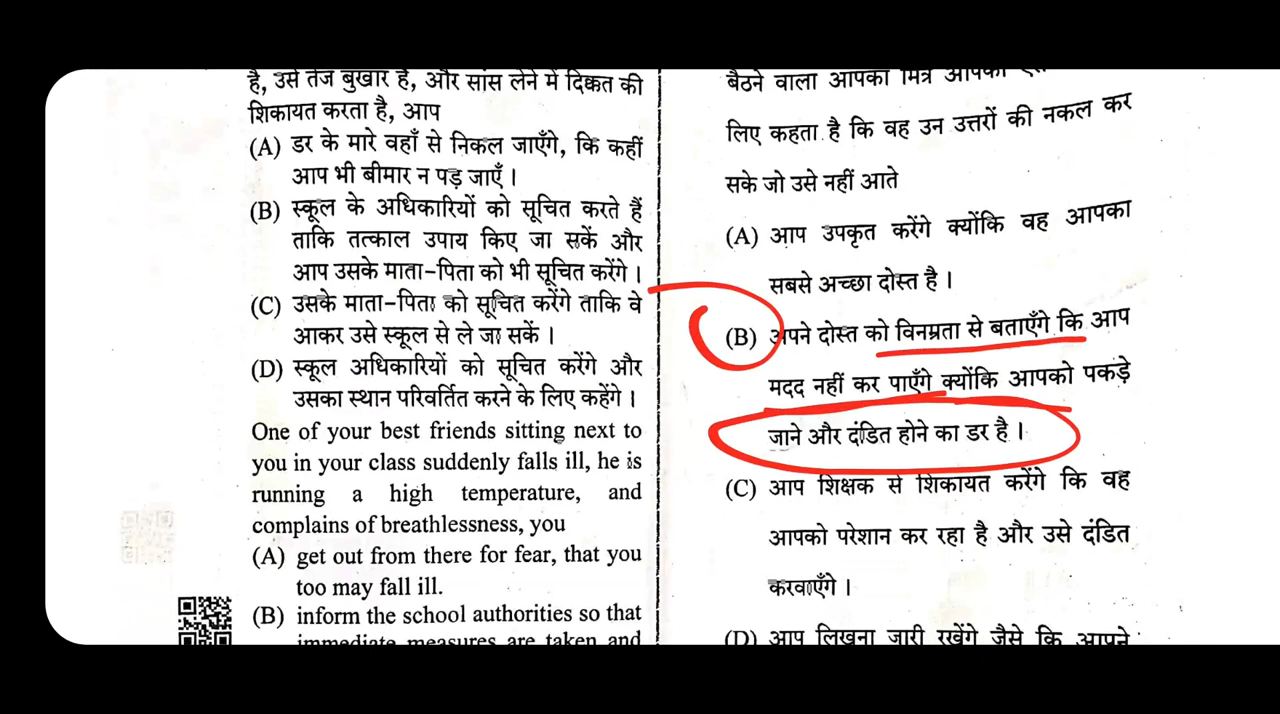 है, उसे तेज बुखार है, और सांस लेने में दिक्कत की
शिकायत करता है, आप
(A) डर के मारे वहाँ से निकल जाएँगे, कि कहीं
आप भी बीमार न पड़ जाएँ।
(B) स्कूल के अधिकारियों को सूचित करते हैं
ताकि तत्काल उपाय किए जा सकें और
आप उसके माता-पिता को भी सूचित करेंगे।
(C) उसके माता-पिता को सूचित करेंगे ताकि वे
आकर उसे स्कूल से ले जा सकें।
(D) स्कूल अधिकारियों को सूचित करेंगे और
उसका स्थान परिवर्तित करने के लिए कहेंगे।
One of your best friends sitting next to
you in your class suddenly falls ill, he is
running a high temperature, and
complains of breathlessness, you
(A) get out from there for fear, that you
too may fall ill.
(B) inform the school authorities so that
immediate measures are taken and
बैठने वाला आपका मित्र आपको
लिए कहता है कि वह उन उत्तरों की नकल कर
सके जो उसे नहीं आते
(A) आप उपकृत करेंगे क्योंकि वह आपका
सबसे अच्छा दोस्त है।
(B) अपने दोस्त को विनम्रता से बताएँगे कि आप
मदद नहीं कर पाएँगे क्योंकि आपको पकड़े
जाने और दंडित होने का डर है।
(C) आप शिक्षक से शिकायत करेंगे कि वह
आपको परेशान कर रहा है और उसे दंडित
करवाएँगे।
(D) आप लिखना जारी रखेंगे जैसे कि आपने